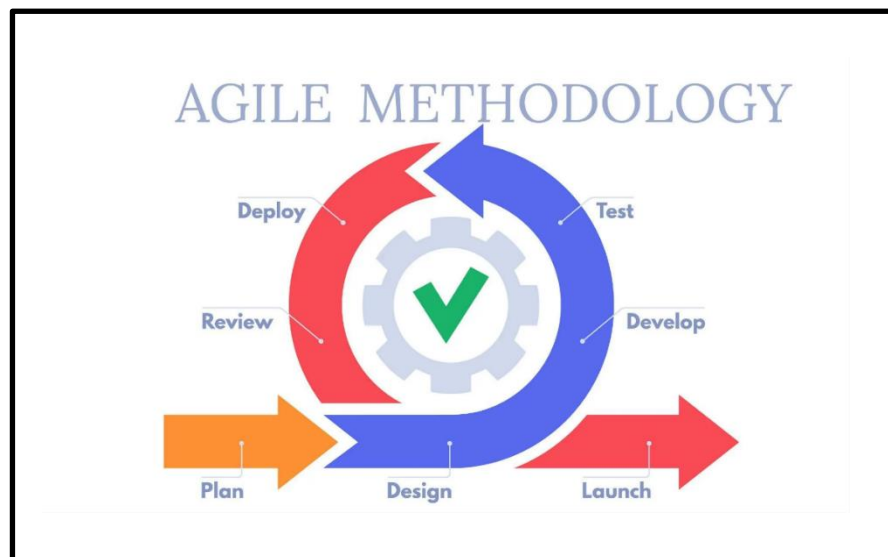 AGILE METHODOLOGY
Deploy
Test
Review
Develop
Plan
Design
Launch